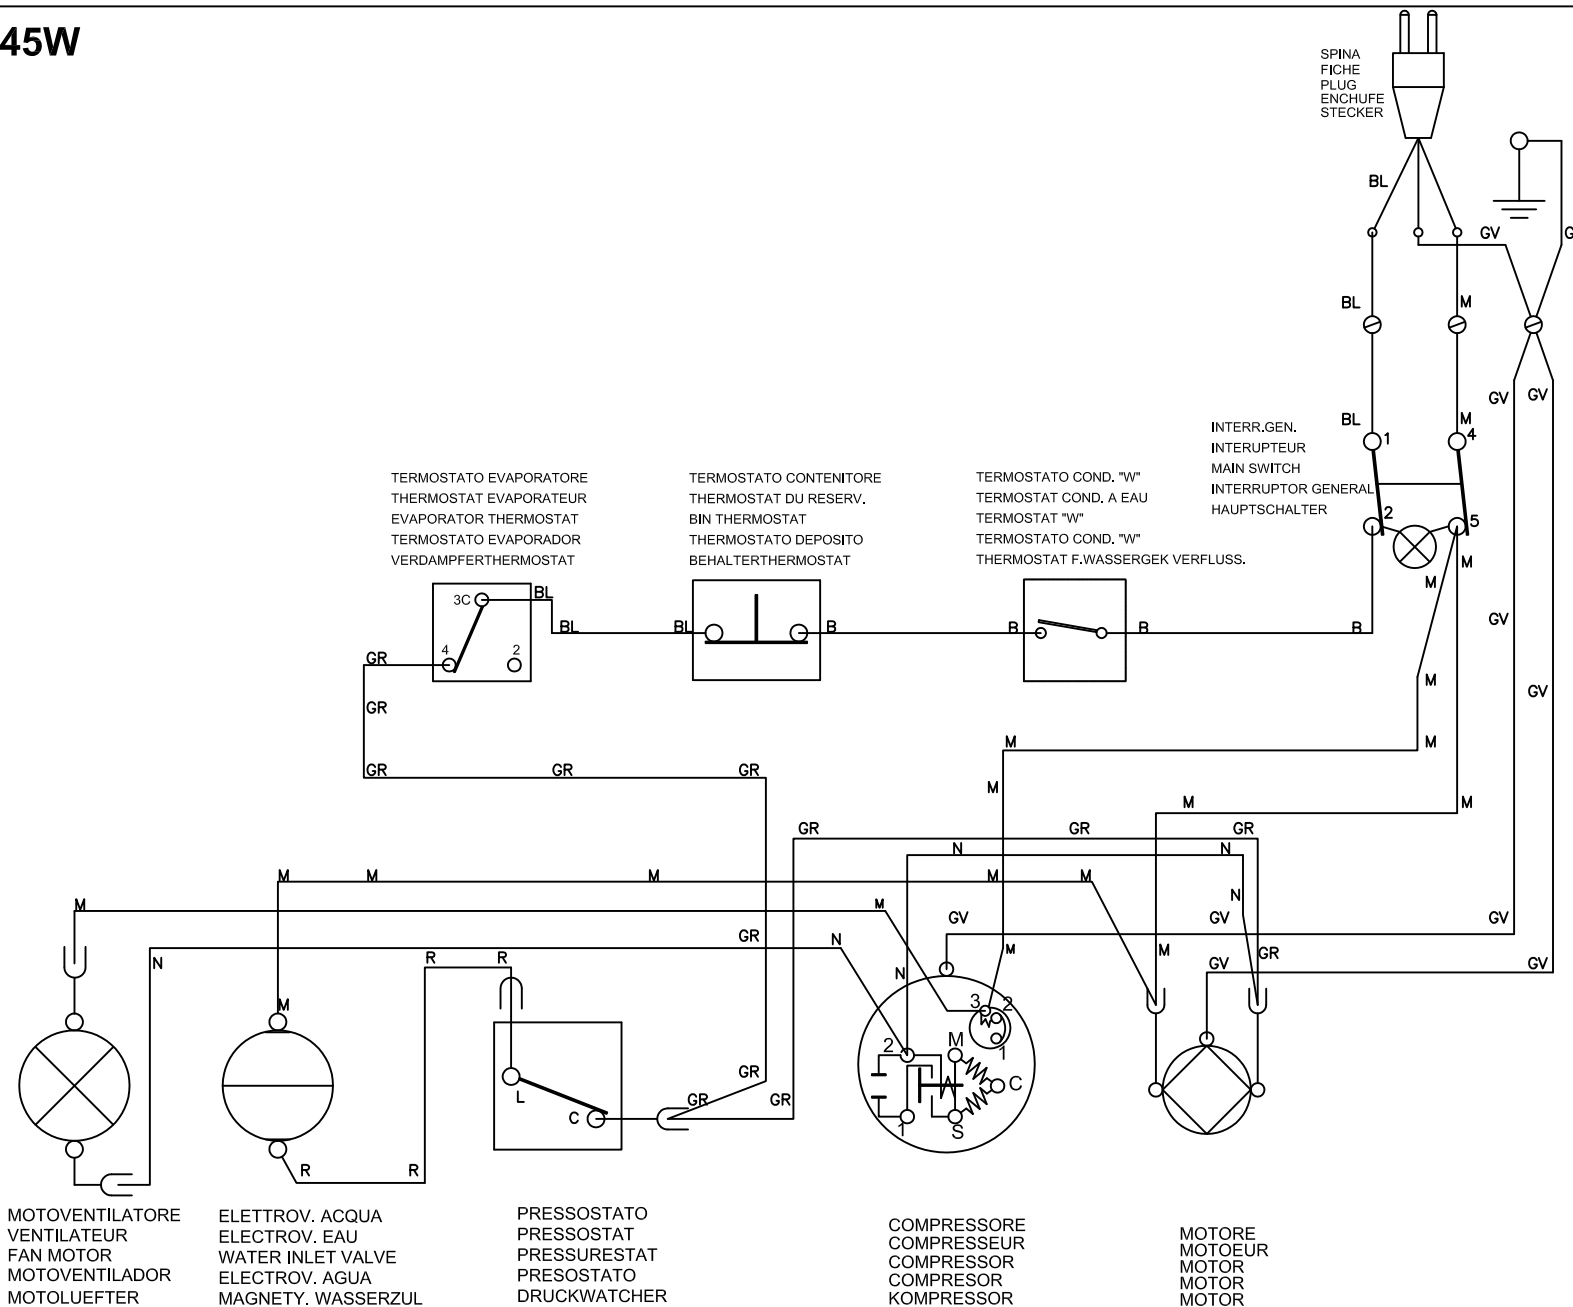 45W
SPINA
FICHE
PLUG
ENCHUFE
STECKER
BL
GV
G
BL
M
GV
GV
BL
M
1
4
INTERR.GEN.
INTERUPTEUR
MAIN SWITCH
INTERRUPTOR GENERAL
HAUPTSCHALTER
2
5
M
M
TERMOSTATO EVAPORATORE
THERMOSTAT EVAPORATEUR
EVAPORATOR THERMOSTAT
TERMOSTATO EVAPORADOR
VERDAMPFERTHERMOSTAT
TERMOSTATO CONTENITORE
THERMOSTAT DU RESERV.
BIN THERMOSTAT
THERMOSTATO DEPOSITO
BEHALTERTHERMOSTAT
TERMOSTATO COND. "W"
TERMOSTAT COND. A EAU
TERMOSTAT "W"
TERMOSTATO COND. "W"
THERMOSTAT F.WASSERGEK VERFLUSS.
3C
BL
4
2
BL
BL
B
B
B
B
GV
GR
GR
M
GV
GR
GR
GR
M
M
M
M
M
GR
GR
GR
N
N
M
M
M
M
M
N
M
M
GR
N
GV
GV
GV
N
R
R
M
M
GR
GV
GV
N
M
3
2
1
2
M
C
1
S
L
C
GR
GR
GR
R
R
MOTOVENTILATORE
VENTILATEUR
FAN MOTOR
MOTOVENTILADOR
MOTOLUEFTER
ELETTROV. ACQUA
ELECTROV. EAU
WATER INLET VALVE
ELECTROV. AGUA
MAGNETY. WASSERZUL
PRESSOSTATO
PRESSOSTAT
PRESSURESTAT
PRESOSTATO
DRUCKWATCHER
COMPRESSORE
COMPRESSEUR
COMPRESSOR
COMPRESOR
KOMPRESSOR
MOTORE
MOTOEUR
MOTOR
MOTOR
MOTOR